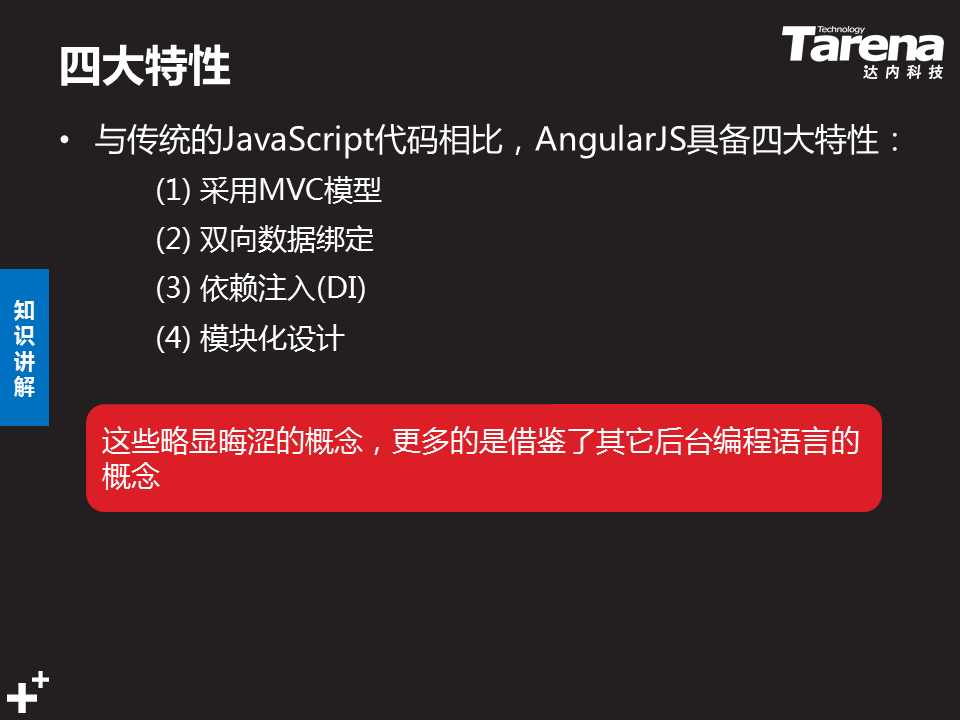 四大特性
Technology
Tarena
达内科技
• 与传统的JavaScript代码相比，AngularJS具备四大特性：
(1) 采用MVC模型
(2) 双向数据绑定
(3) 依赖注入(DI)
(4) 模块化设计
知
识
讲
解
这些略显晦涩的概念，更多的是借鉴了其它后台编程语言的
概念